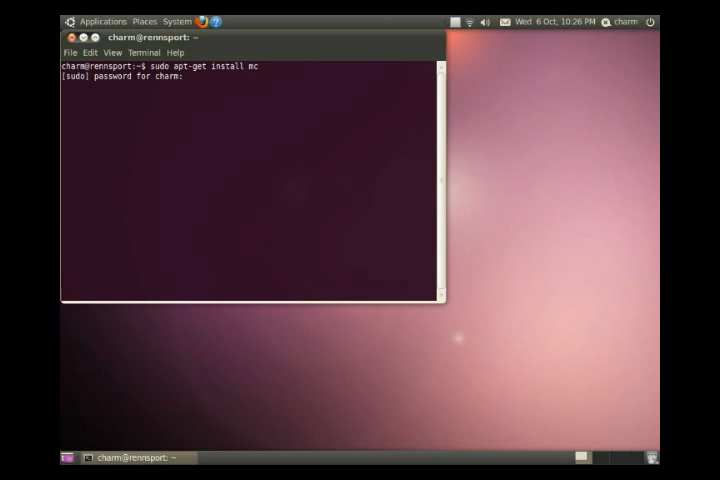 Applications Places System Wed 6 Oct, 10:26 PM charm
charm@rennsport: ~
File Edit View Terminal Help
charm@rennsport:~$ sudo apt-get install mc
[sudo] password for charm:
charm@rennsport: ~